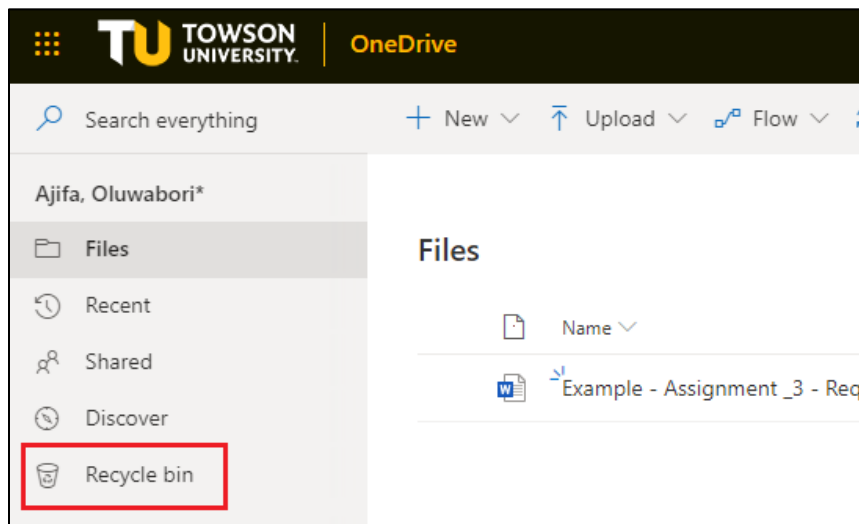 TOWSON
UNIVERSITY.
OneDrive
Search everything
New
Upload
Flow
Ajifa, Oluwabori*
Files
Recent
Shared
Discover
Recycle bin
Files
Name
Example - Assignment _3 - Req